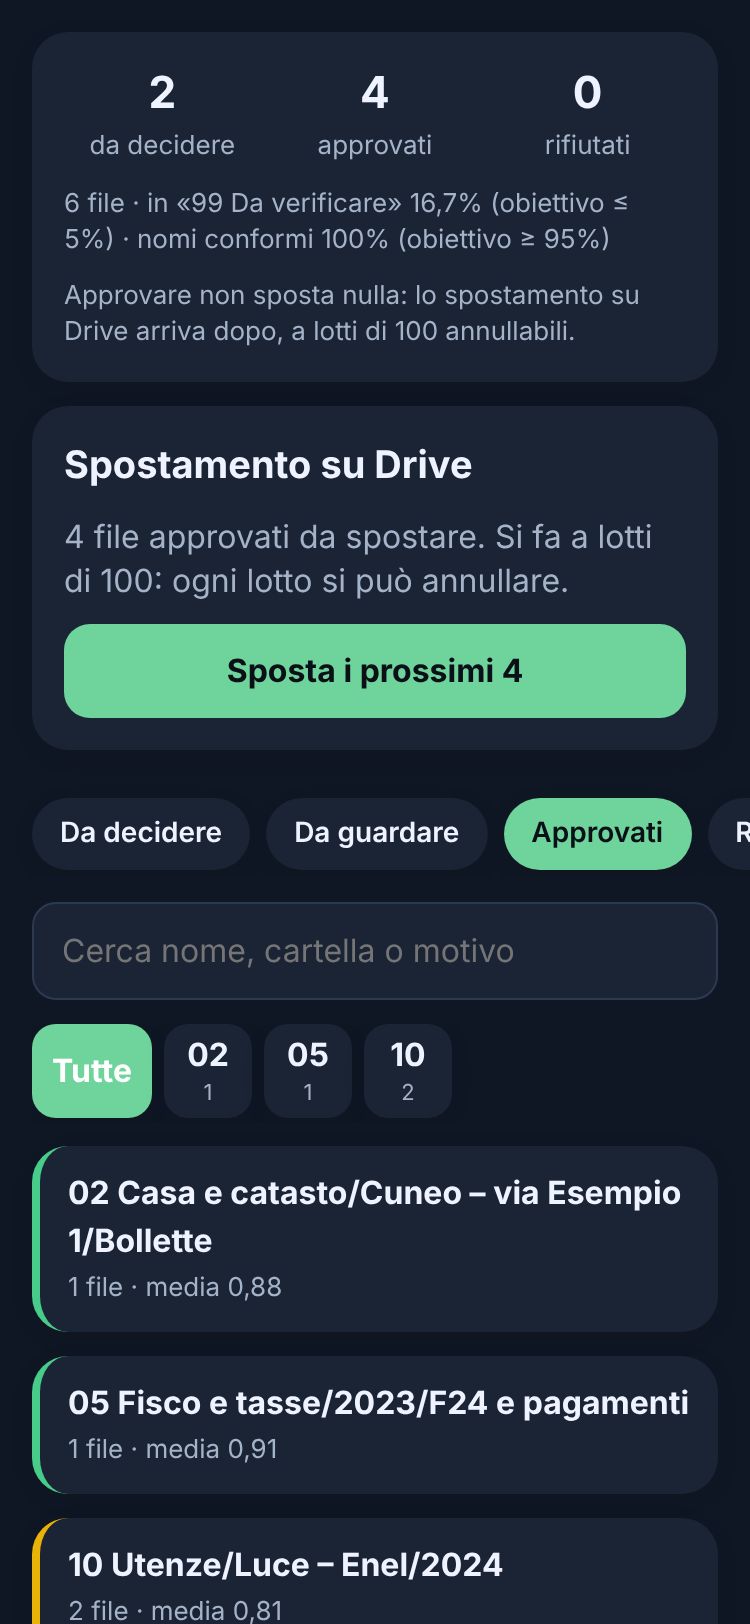 2 4 0
da decidere approvati rifiutati
6 file · in «99 Da verificare» 16,7% (obiettivo ≤
5%) · nomi conformi 100% (obiettivo ≥ 95%)
Approvare non sposta nulla: lo spostamento su
Drive arriva dopo, a lotti di 100 annullabili.
Spostamento su Drive
4 file approvati da spostare. Si fa a lotti
di 100: ogni lotto si può annullare.
Sposta i prossimi 4
Da decidere Da guardare Approvati R
Cerca nome, cartella o motivo
Tutte 02 05 10
1 1 2
02 Casa e catasto/Cuneo – via Esempio
1/Bollette
1 file · media 0,88
05 Fisco e tasse/2023/F24 e pagamenti
1 file · media 0,91
10 Utenze/Luce – Enel/2024
2 file · media 0,81